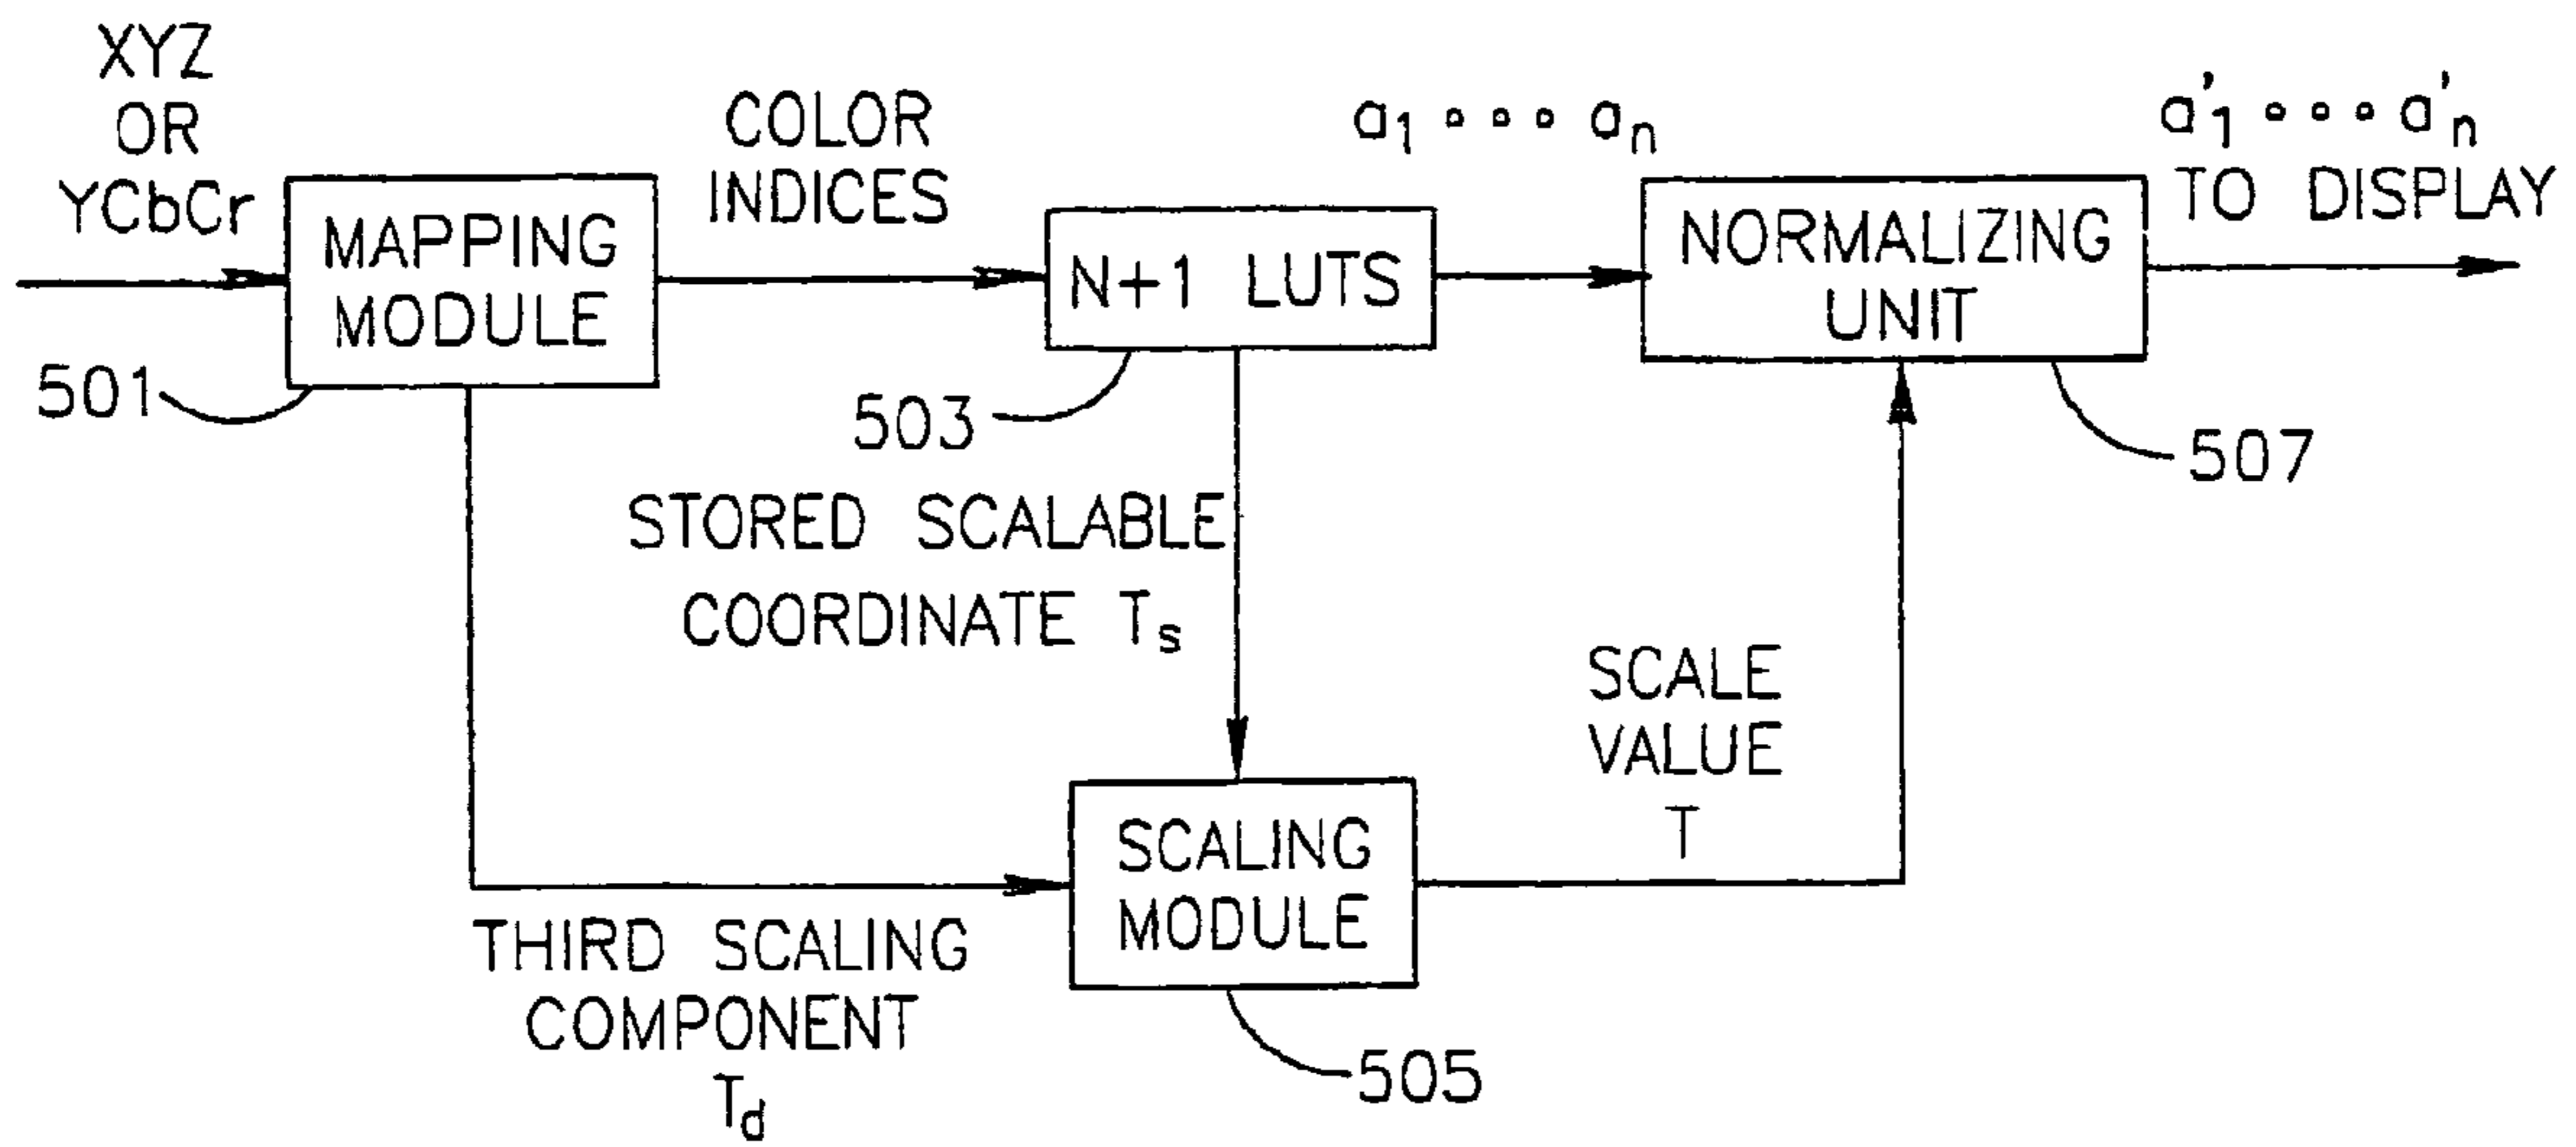 XYZ
OR
YCbCr
MAPPING
MODULE
501
COLOR
INDICES
N+1 LUTS
503
a1 ∘∘∘ an
NORMALIZING
UNIT
507
a'1 ∘∘∘ a'n
TO DISPLAY
STORED SCALABLE
COORDINATE Ts
THIRD SCALING
COMPONENT
Td
SCALING
MODULE
505
SCALE
VALUE
T